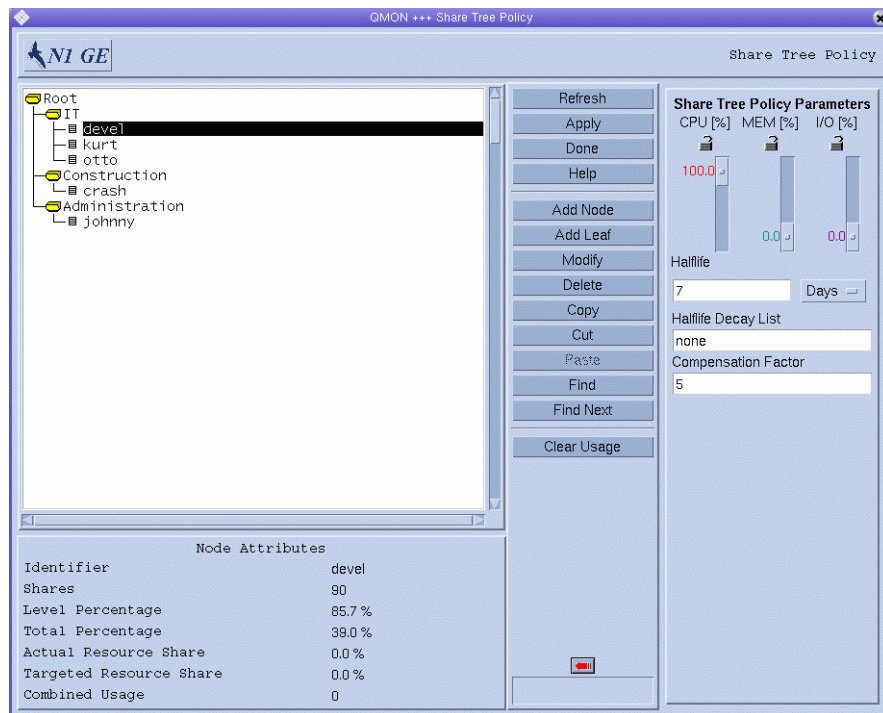 QMON +++ Share Tree Policy
N1 GE
Share Tree Policy
Root
IT
devel
kurt
otto
Construction
crash
Administration
johnny
Refresh
Apply
Done
Help
Add Node
Add Leaf
Modify
Delete
Copy
Cut
Paste
Find
Find Next
Clear Usage
Share Tree Policy Parameters
CPU [%] MEM [%] I/O [%]
100.0
0.0 0.0
Halflife
7 Days
Halflife Decay List
none
Compensation Factor
5
Node Attributes
Identifier devel
Shares 90
Level Percentage 85.7 %
Total Percentage 39.0 %
Actual Resource Share 0.0 %
Targeted Resource Share 0.0 %
Combined Usage 0